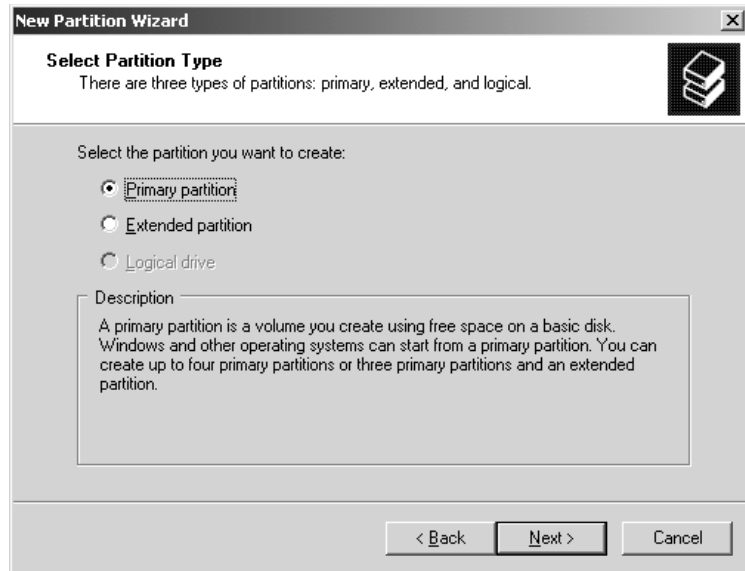 New Partition Wizard
Select Partition Type
There are three types of partitions: primary, extended, and logical.
Select the partition you want to create:
Primary partition
Extended partition
Logical drive
Description
A primary partition is a volume you create using free space on a basic disk.
Windows and other operating systems can start from a primary partition. You can
create up to four primary partitions or three primary partitions and an extended
partition.
< Back
Next >
Cancel